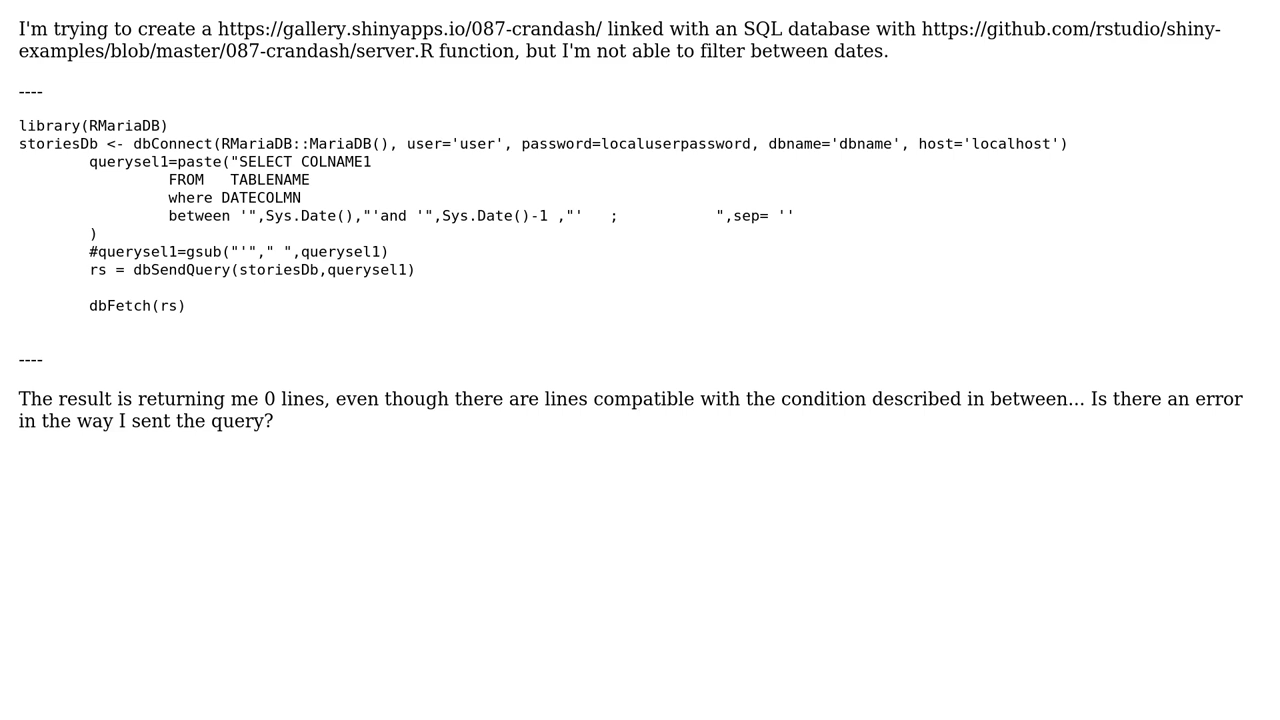 I'm trying to create a https://gallery.shinyapps.io/087-crandash/ linked with an SQL database with https://github.com/rstudio/shiny-
examples/blob/master/087-crandash/server.R function, but I'm not able to filter between dates.
----
library(RMariaDB)
storiesDb <- dbConnect(RMariaDB::MariaDB(), user='user', password=localuserpassword, dbname='dbname', host='localhost')
        querysel1=paste("SELECT COLNAME1
                 FROM   TABLENAME
                 where DATECOLMN
                 between '",Sys.Date(),"'and '",Sys.Date()-1 ,"'   ;           ",sep= ''
        )
        #querysel1=gsub("'"," ",querysel1)
        rs = dbSendQuery(storiesDb,querysel1)
        dbFetch(rs)
----
The result is returning me 0 lines, even though there are lines compatible with the condition described in between... Is there an error
in the way I sent the query?